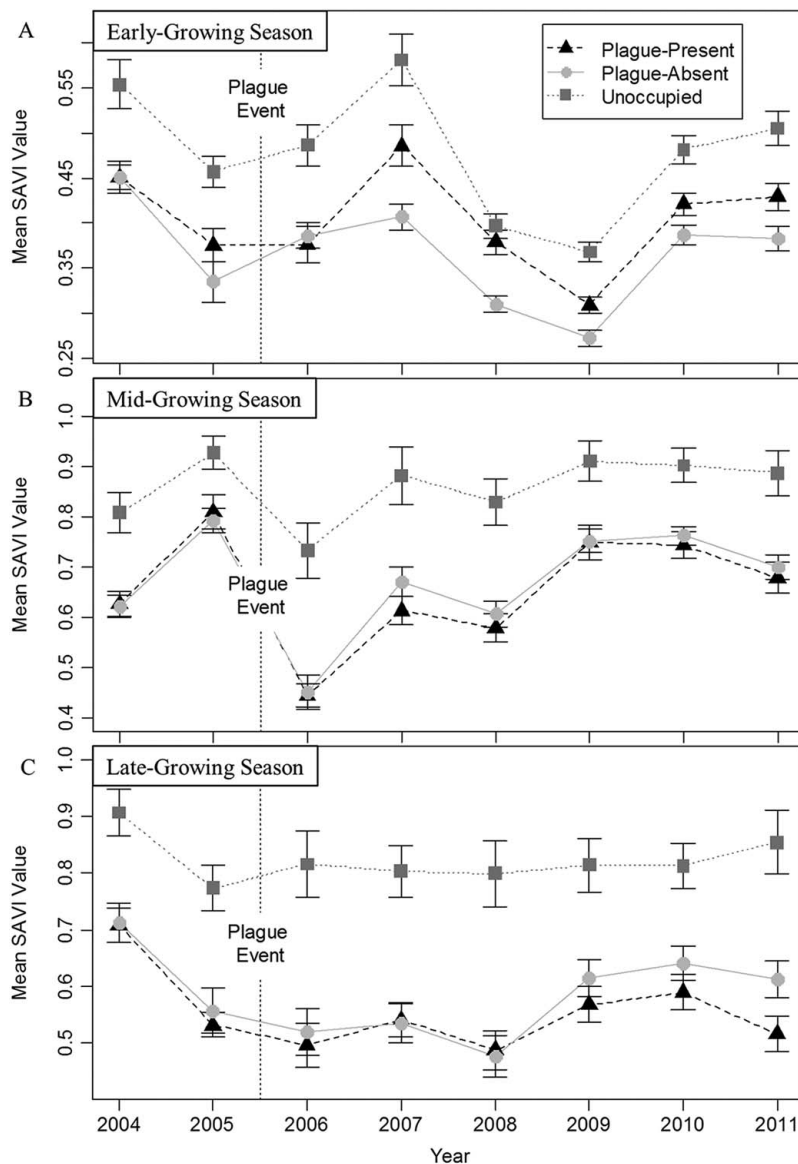 A
Early-Growing Season
Plague
Event
Plague-Present
Plague-Absent
Unoccupied
Mean SAVI Value
0.55
0.45
0.35
0.25
B
Mid-Growing Season
Plague
Event
Mean SAVI Value
1.0
0.9
0.8
0.7
0.6
0.5
0.4
C
Late-Growing Season
Plague
Event
Mean SAVI Value
1.0
0.9
0.8
0.7
0.6
0.5
2004 2005 2006 2007 2008 2009 2010 2011
Year